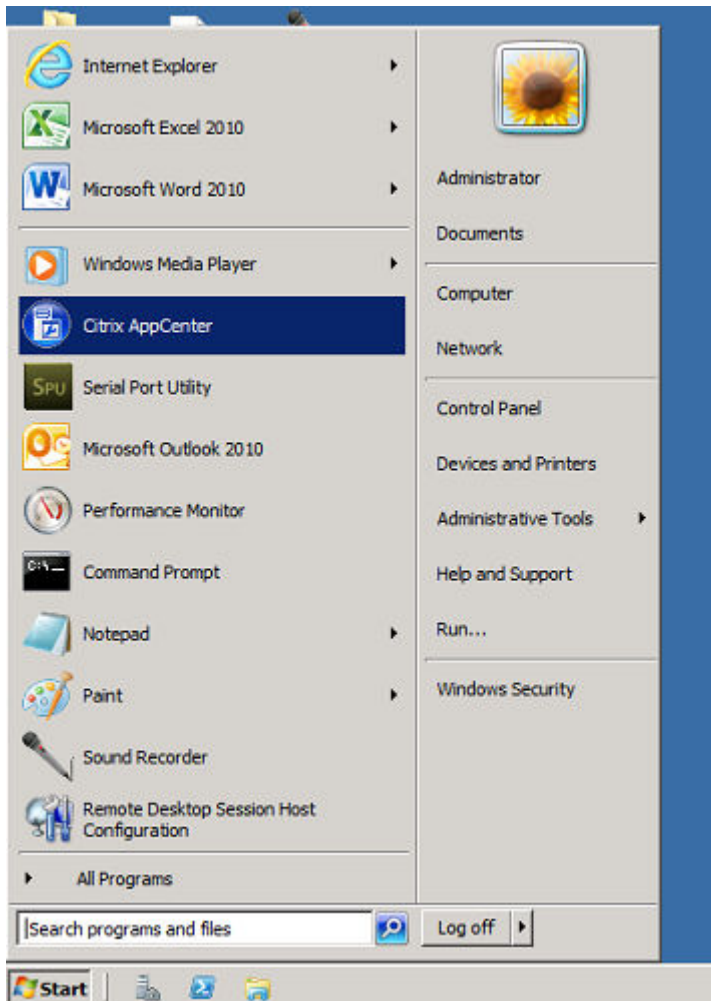 Internet Explorer
Microsoft Excel 2010
Microsoft Word 2010
Windows Media Player
Citrix AppCenter
SPU
Serial Port Utility
Microsoft Outlook 2010
Performance Monitor
C:\_
Command Prompt
Notepad
Paint
Sound Recorder
Remote Desktop Session Host
Configuration
All Programs
Search programs and files
Administrator
Documents
Computer
Network
Control Panel
Devices and Printers
Administrative Tools
Help and Support
Run...
Windows Security
Log off
Start